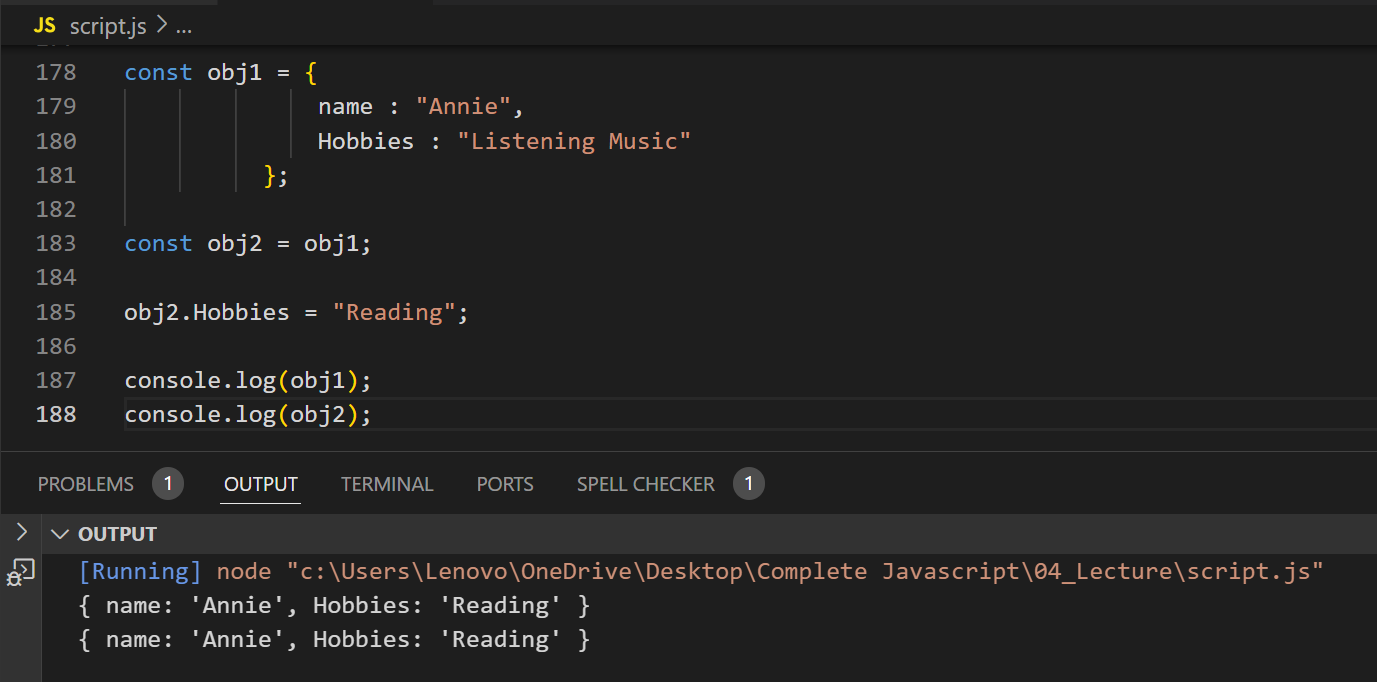 JS script.js > ...
178 const obj1 = {
179 name : "Annie",
180 Hobbies : "Listening Music"
181 };
182
183 const obj2 = obj1;
184
185 obj2.Hobbies = "Reading";
186
187 console.log(obj1);
188 console.log(obj2);
PROBLEMS 1 OUTPUT TERMINAL PORTS SPELL CHECKER 1
OUTPUT
[Running] node "c:\Users\Lenovo\OneDrive\Desktop\Complete Javascript\04_Lecture\script.js"
{ name: 'Annie', Hobbies: 'Reading' }
{ name: 'Annie', Hobbies: 'Reading' }